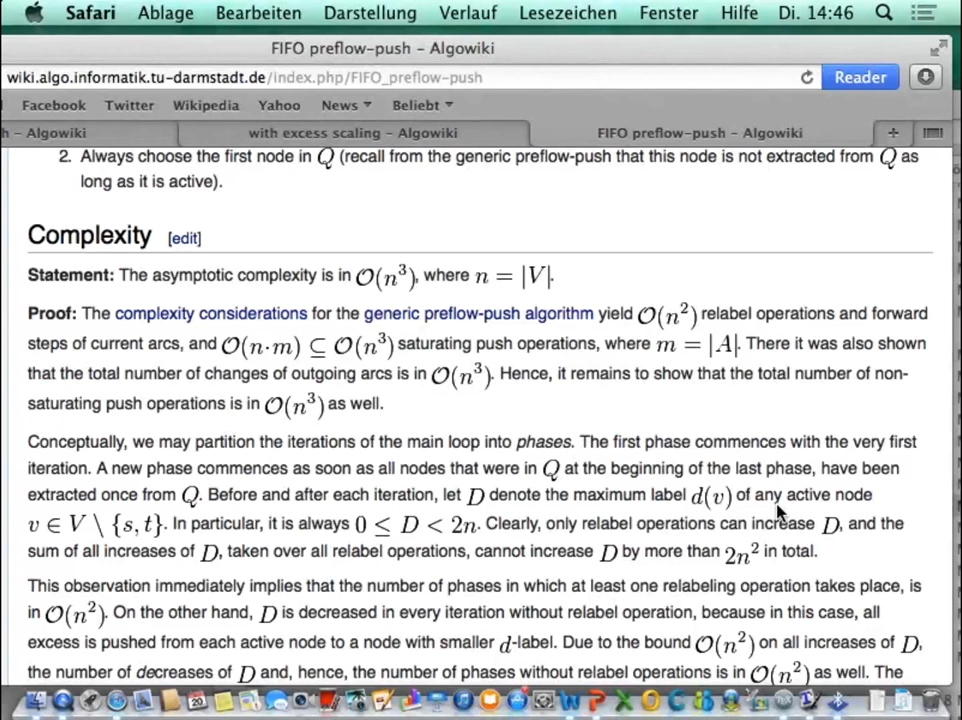 Safari Ablage Bearbeiten Darstellung Verlauf Lesezeichen Fenster Hilfe Di. 14:46
FIFO preflow-push – Algowiki
wiki.algo.informatik.tu-darmstadt.de/index.php/FIFO_preflow-push Reader
Facebook Twitter Wikipedia Yahoo News Beliebt
h – Algowiki with excess scaling – Algowiki FIFO preflow-push – Algowiki +
2. Always choose the first node in Q (recall from the generic preflow-push that this node is not extracted from Q as
long as it is active).
Complexity [edit]
Statement: The asymptotic complexity is in O(n³), where n = |V|.
Proof: The complexity considerations for the generic preflow-push algorithm yield O(n²) relabel operations and forward
steps of current arcs, and O(n·m) ⊆ O(n³) saturating push operations, where m = |A|. There it was also shown
that the total number of changes of outgoing arcs is in O(n³). Hence, it remains to show that the total number of non-
saturating push operations is in O(n³) as well.
Conceptually, we may partition the iterations of the main loop into phases. The first phase commences with the very first
iteration. A new phase commences as soon as all nodes that were in Q at the beginning of the last phase, have been
extracted once from Q. Before and after each iteration, let D denote the maximum label d(v) of any active node
v ∈ V \ {s, t}. In particular, it is always 0 ≤ D < 2n. Clearly, only relabel operations can increase D, and the
sum of all increases of D, taken over all relabel operations, cannot increase D by more than 2n² in total.
This observation immediately implies that the number of phases in which at least one relabeling operation takes place, is
in O(n²). On the other hand, D is decreased in every iteration without relabel operation, because in this case, all
excess is pushed from each active node to a node with smaller d-label. Due to the bound O(n²) on all increases of D,
the number of decreases of D and, hence, the number of phases without relabel operations is in O(n²) as well. The